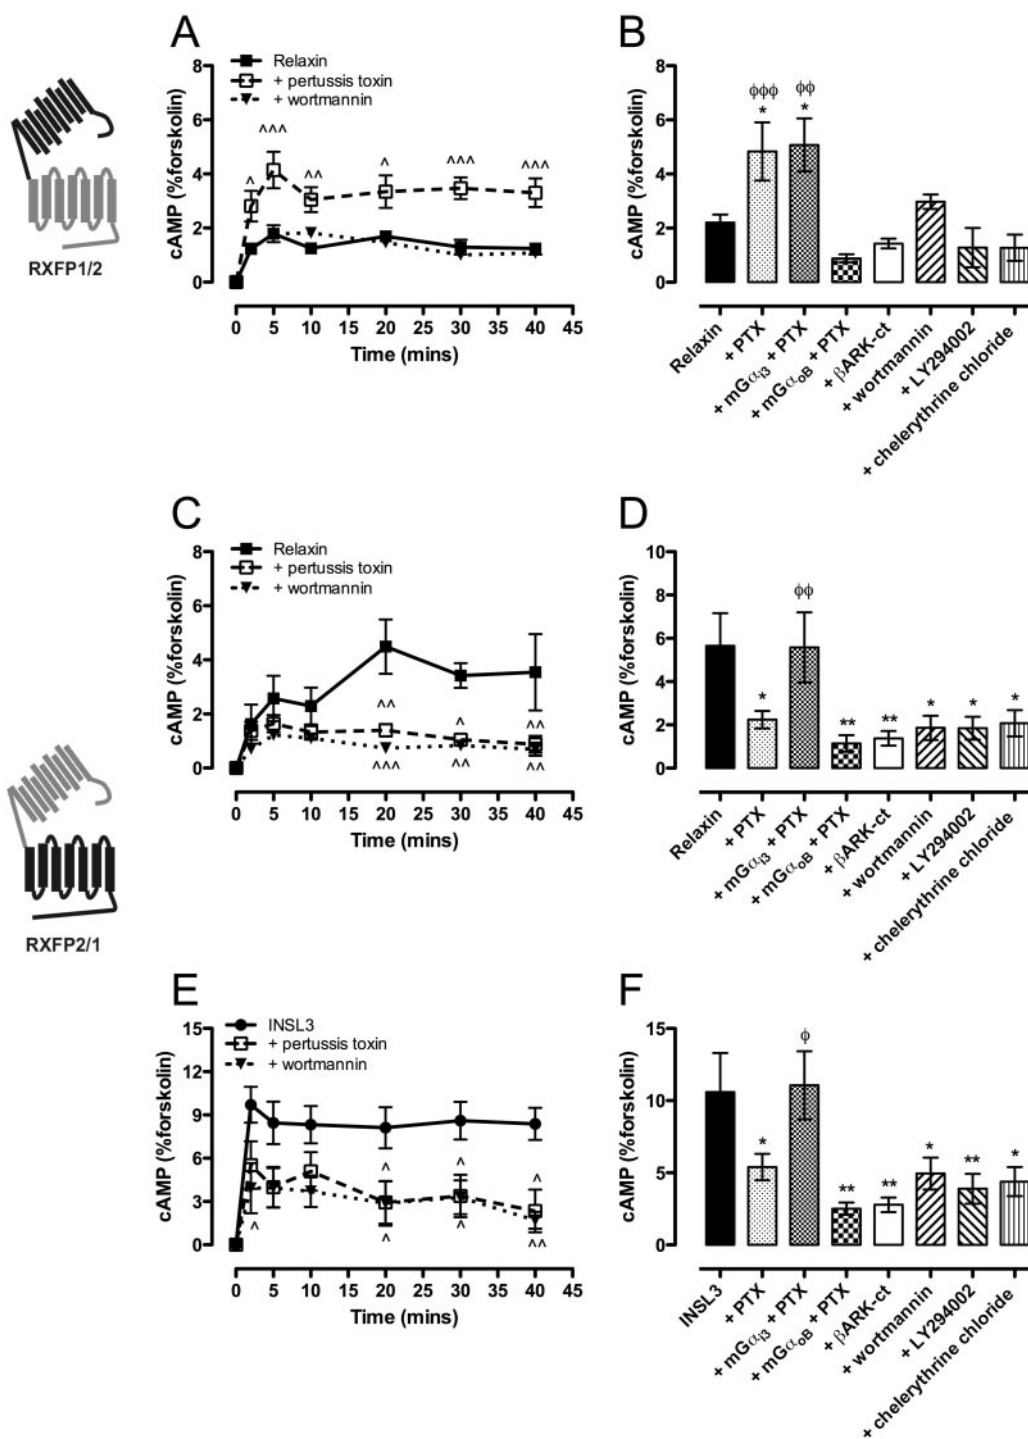 A
Relaxin
+ pertussis toxin
+ wortmannin
cAMP (%forskolin)
8
6
4
2
0
^ ^^^ ^^ ^ ^^^ ^^^
0 5 10 15 20 25 30 35 40 45
Time (mins)
RXFP1/2
B
cAMP (%forskolin)
8
6
4
2
0
ϕϕϕ ϕϕ
* *
Relaxin
+ PTX
+ mGαi3 + PTX
+ mGαoB + PTX
+ βARK-ct
+ wortmannin
+ LY294002
+ chelerythrine chloride
C
Relaxin
+ pertussis toxin
+ wortmannin
cAMP (%forskolin)
8
6
4
2
0
^^ ^ ^^
^^^ ^^ ^^
0 5 10 15 20 25 30 35 40 45
Time (mins)
RXFP2/1
D
cAMP (%forskolin)
10
8
6
4
2
0
ϕϕ
* ** ** * * *
Relaxin
+ PTX
+ mGαi3 + PTX
+ mGαoB + PTX
+ βARK-ct
+ wortmannin
+ LY294002
+ chelerythrine chloride
E
INSL3
+ pertussis toxin
+ wortmannin
cAMP (%forskolin)
15
12
9
6
3
0
^ ^ ^
^ ^ ^ ^^
0 5 10 15 20 25 30 35 40 45
Time (mins)
F
cAMP (%forskolin)
15
10
5
0
ϕ
* ** ** * ** *
INSL3
+ PTX
+ mGαi3 + PTX
+ mGαoB + PTX
+ βARK-ct
+ wortmannin
+ LY294002
+ chelerythrine chloride